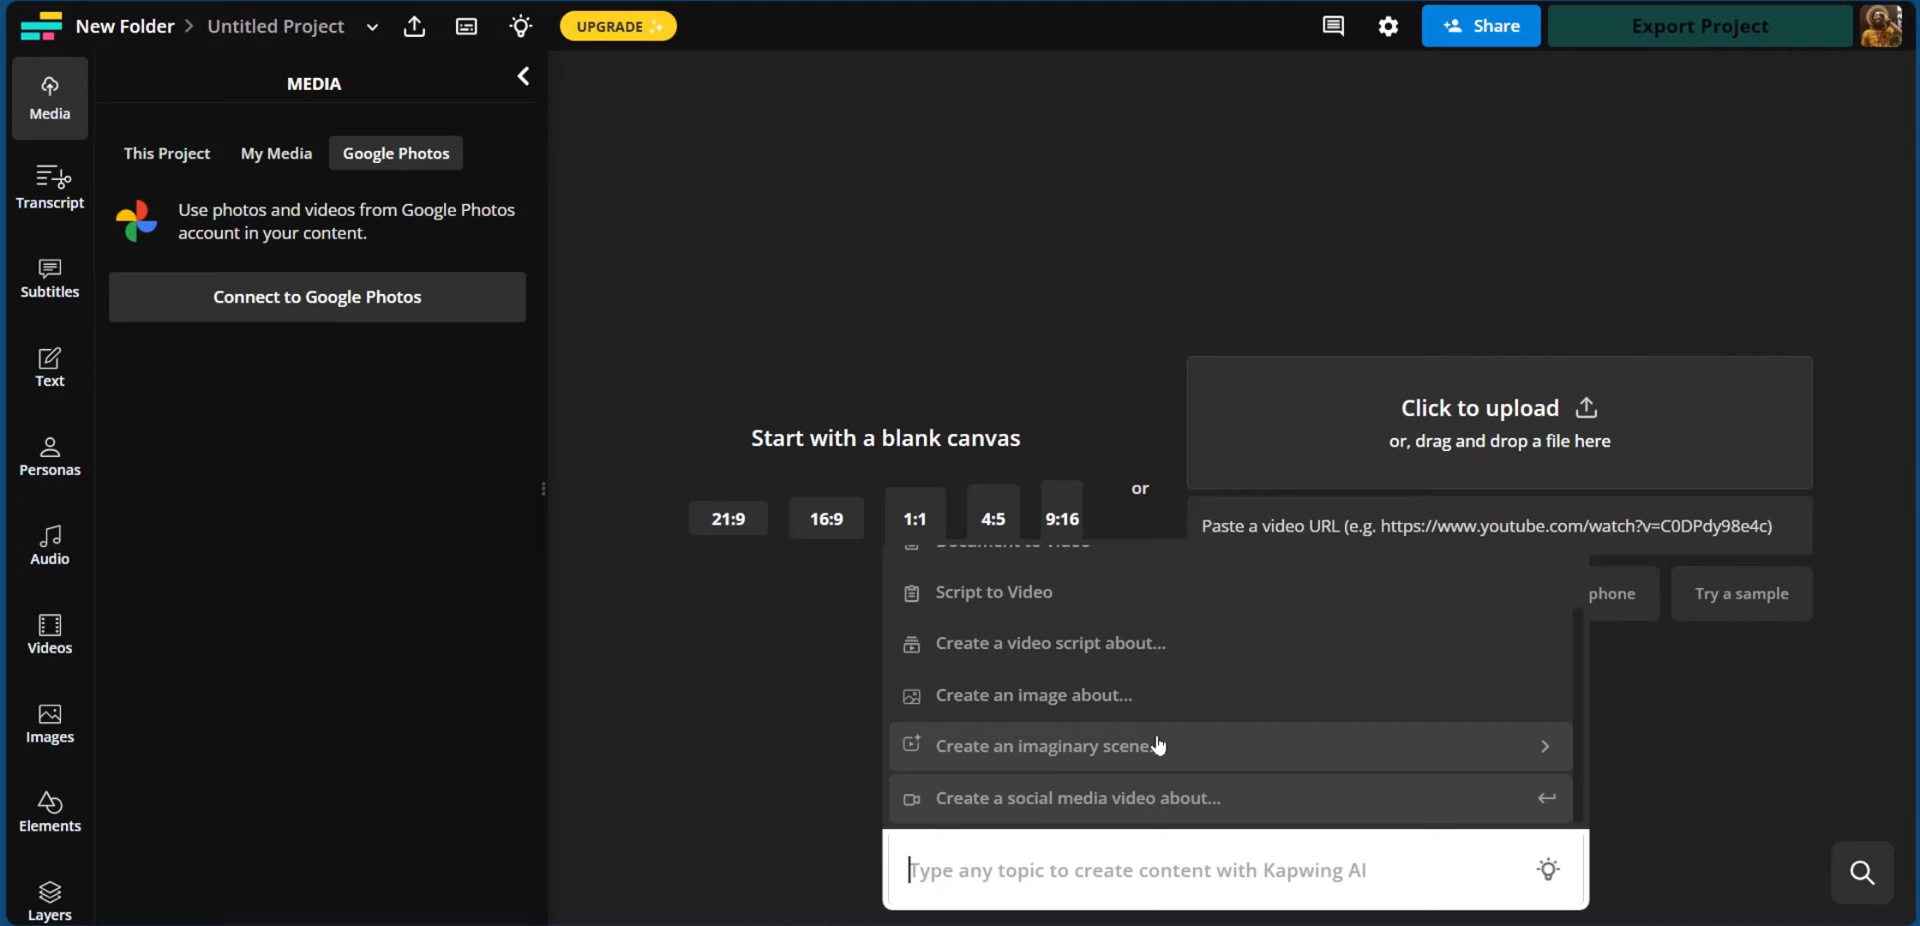 New Folder > Untitled Project
UPGRADE
Share
Export Project
Media
Transcript
Subtitles
Text
Personas
Audio
Videos
Images
Elements
Layers
MEDIA
This Project
My Media
Google Photos
Use photos and videos from Google Photos
account in your content.
Connect to Google Photos
Start with a blank canvas
21:9
16:9
1:1
4:5
9:16
or
Click to upload
or, drag and drop a file here
Paste a video URL (e.g. https://www.youtube.com/watch?v=C0DPdy98e4c)
phone
Try a sample
Document to Video
Script to Video
Create a video script about...
Create an image about...
Create an imaginary scene
Create a social media video about...
Type any topic to create content with Kapwing AI